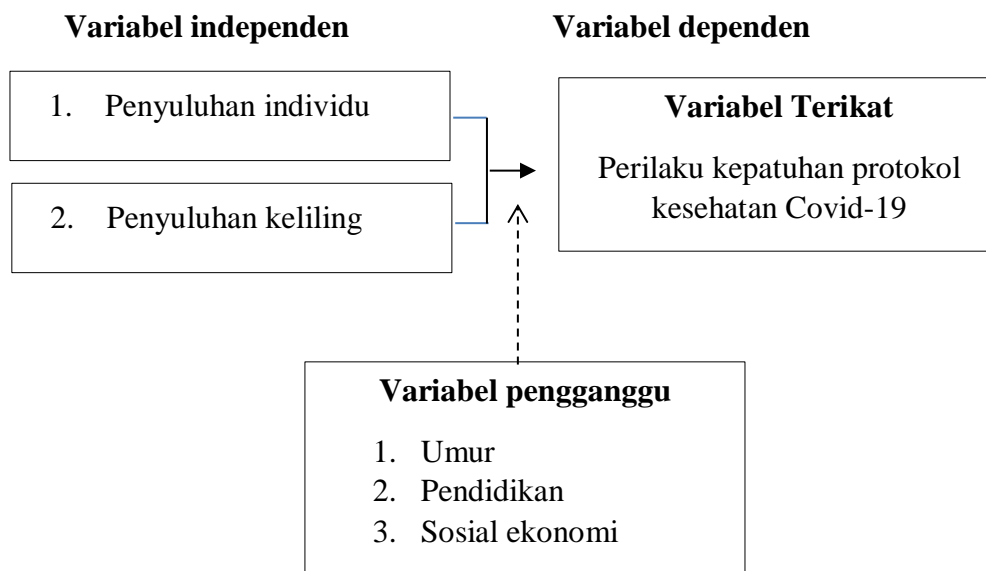 Variabel independen
Variabel dependen
1. Penyuluhan individu
2. Penyuluhan keliling
Variabel Terikat
Perilaku kepatuhan protokol
kesehatan Covid-19
Variabel pengganggu
1. Umur
2. Pendidikan
3. Sosial ekonomi